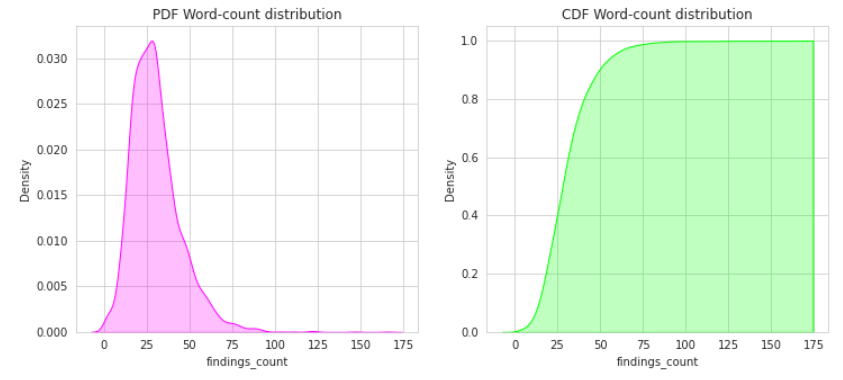 PDF Word-count distribution
0.030
0.025
0.020
0.015
0.010
0.005
0.000
Density
0 25 50 75 100 125 150 175
findings_count
CDF Word-count distribution
1.0
0.8
0.6
0.4
0.2
0.0
Density
0 25 50 75 100 125 150 175
findings_count